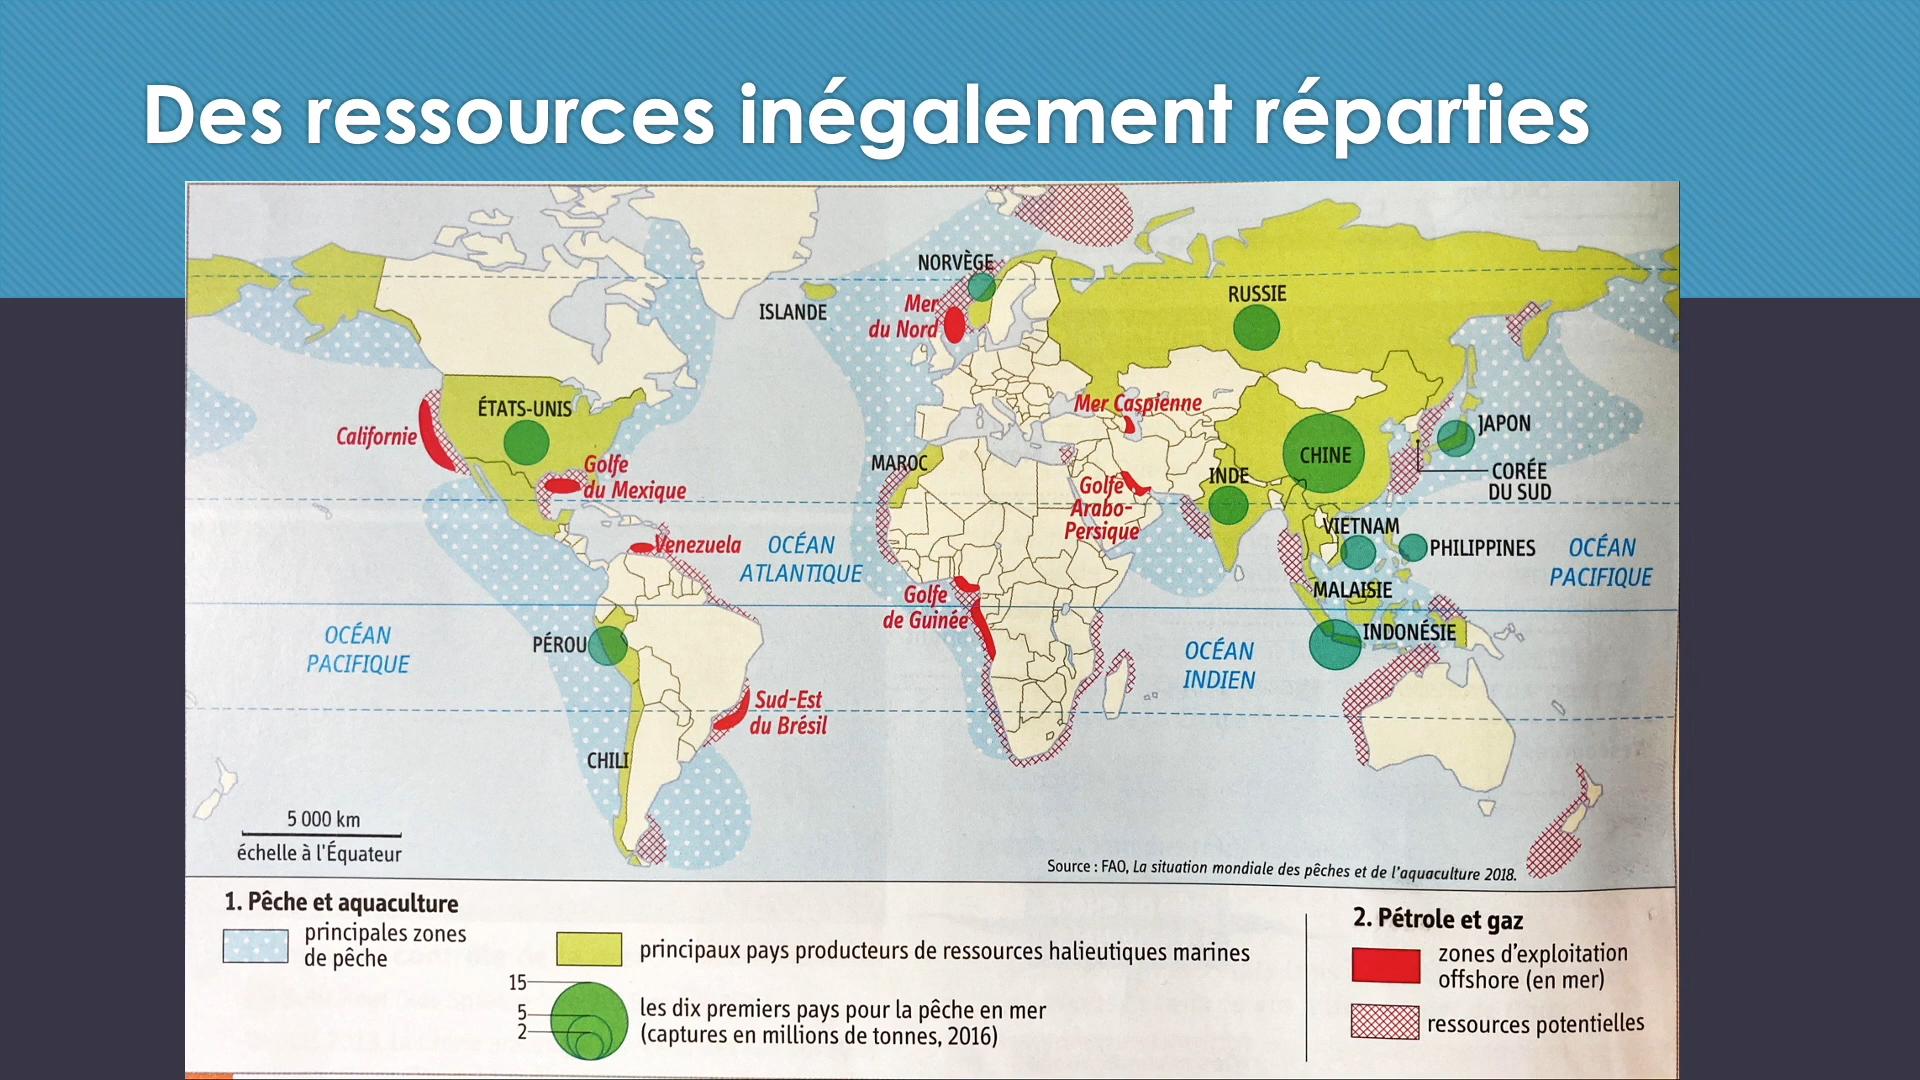 Des ressources inégalement réparties
NORVÈGE
ISLANDE
Mer
du Nord
RUSSIE
ÉTATS-UNIS
Californie
Golfe
du Mexique
Mer Caspienne
MAROC
CHINE
JAPON
CORÉE
DU SUD
INDE
Golfe
Arabo-
Persique
VIETNAM
PHILIPPINES
Venezuela
OCÉAN
ATLANTIQUE
OCÉAN
PACIFIQUE
Golfe
de Guinée
MALAISIE
INDONÉSIE
OCÉAN
PACIFIQUE
PÉROU
OCÉAN
INDIEN
Sud-Est
du Brésil
CHILI
5 000 km
échelle à l'Équateur
Source : FAO, La situation mondiale des pêches et de l'aquaculture 2018.
1. Pêche et aquaculture
principales zones
de pêche
principaux pays producteurs de ressources halieutiques marines
15
5
2
les dix premiers pays pour la pêche en mer
(captures en millions de tonnes, 2016)
2. Pétrole et gaz
zones d'exploitation
offshore (en mer)
ressources potentielles